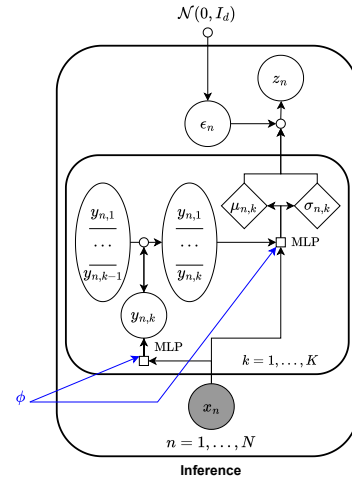 𝒩(0, I_d)
z_n
ϵ_n
μ_{n,k}
σ_{n,k}
y_{n,1}
...
y_{n,k−1}
y_{n,1}
...
y_{n,k}
MLP
y_{n,k}
MLP
k = 1, . . . , K
ϕ
x_n
n = 1, . . . , N
Inference